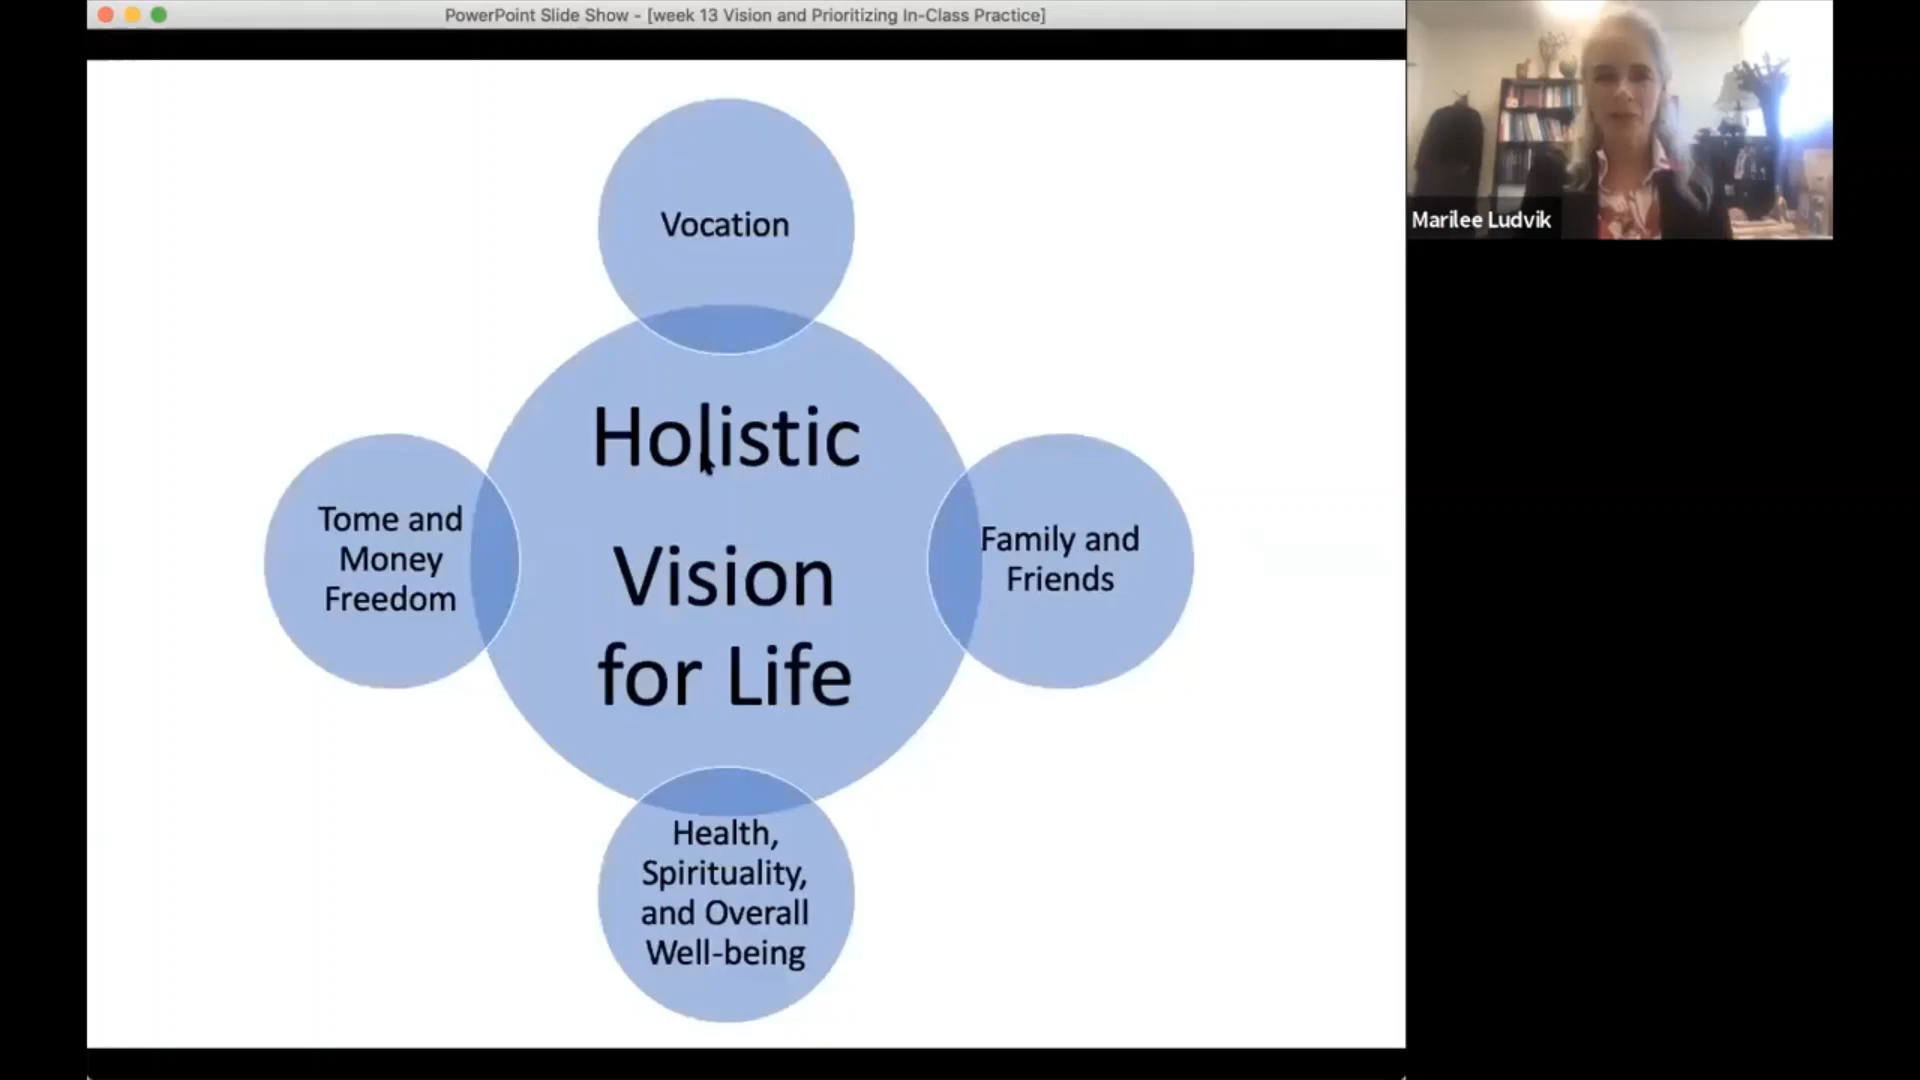 PowerPoint Slide Show - [week 13 Vision and Prioritizing In-Class Practice]
Marilee Ludvik
Vocation
Holistic
Vision
for Life
Tome and
Money
Freedom
Family and
Friends
Health,
Spirituality,
and Overall
Well-being